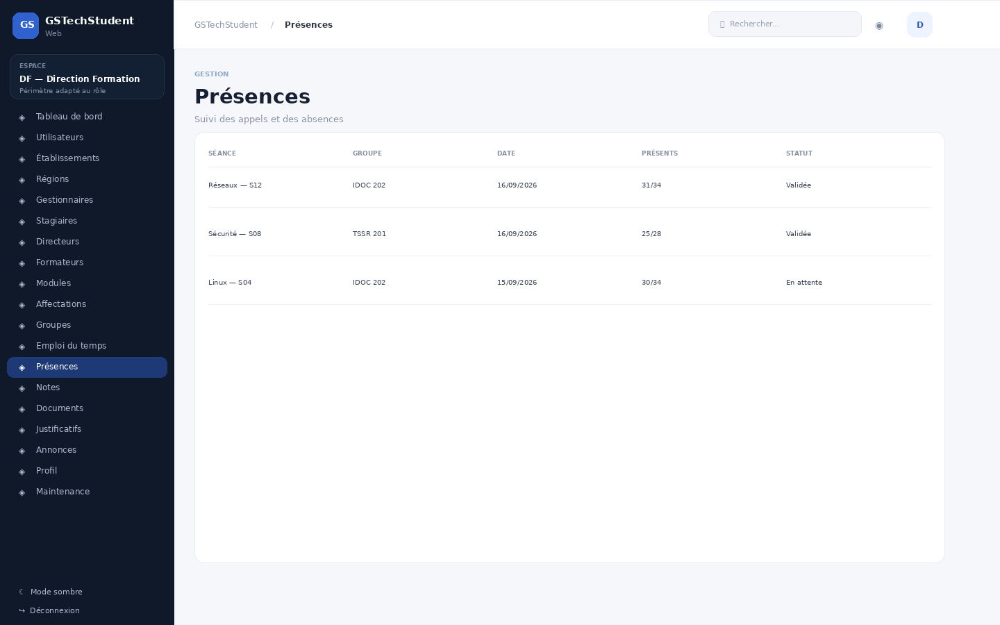 GS
GSTechStudent
Web
ESPACE
DF — Direction Formation
Périmètre adapté au rôle
Tableau de bord
Utilisateurs
Établissements
Régions
Gestionnaires
Stagiaires
Directeurs
Formateurs
Modules
Affectations
Groupes
Emploi du temps
Présences
Notes
Documents
Justificatifs
Annonces
Profil
Maintenance
Mode sombre
Déconnexion
GSTechStudent / Présences
Rechercher...
D
GESTION
Présences
Suivi des appels et des absences
SÉANCE GROUPE DATE PRÉSENTS STATUT
Réseaux — S12 IDOC 202 16/09/2026 31/34 Validée
Sécurité — S08 TSSR 201 16/09/2026 25/28 Validée
Linux — S04 IDOC 202 15/09/2026 30/34 En attente